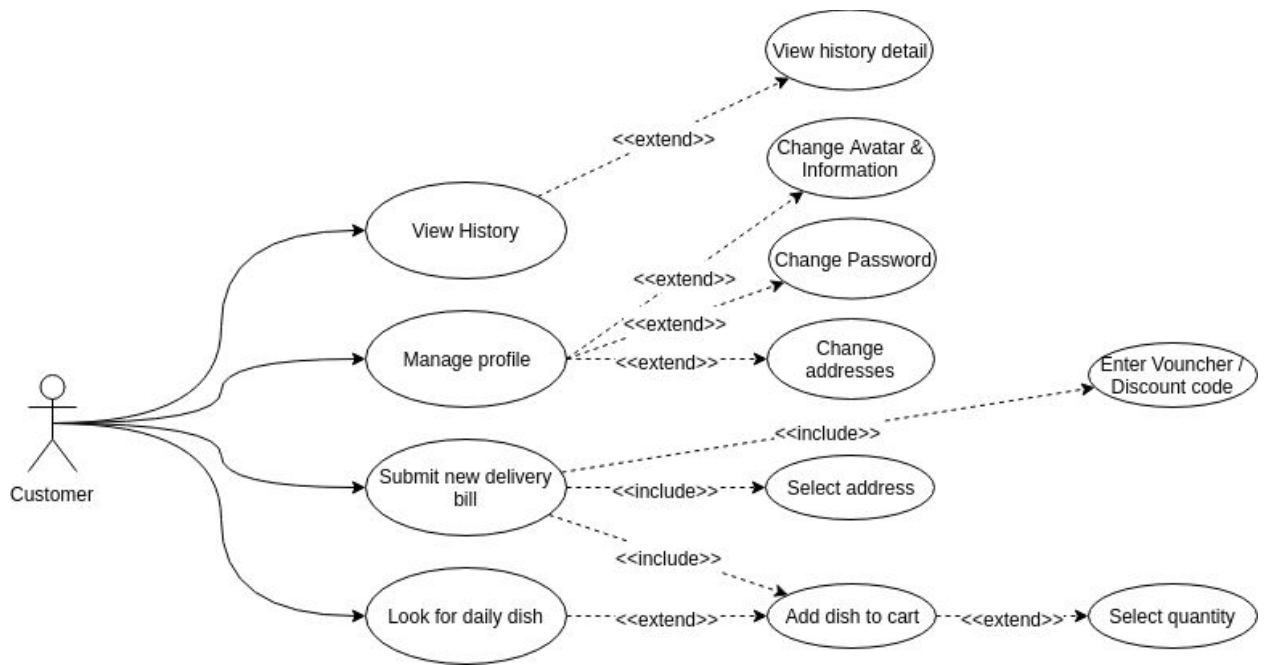 View history detail
<<extend>>
Change Avatar &
Information
View History
<<extend>>
Change Password
<<extend>>
Manage profile
<<extend>>
Change
addresses
Enter Vouncher /
Discount code
<<include>>
Submit new delivery
bill
<<include>>
Select address
Customer
<<include>>
Look for daily dish
<<extend>>
Add dish to cart
<<extend>>
Select quantity